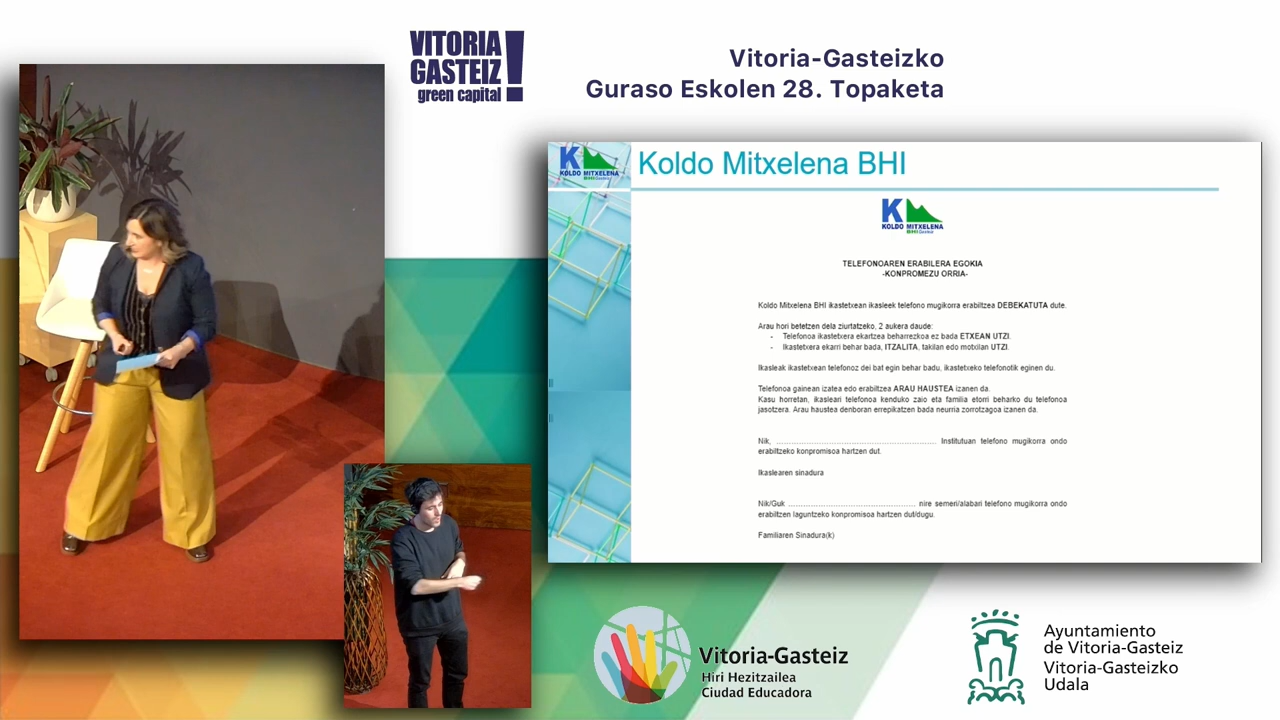 VITORIA
GASTEIZ
green capital
!
Vitoria-Gasteizko
Guraso Eskolen 28. Topaketa
K
KOLDO MITXELENA
BHI
Koldo Mitxelena BHI
K
KOLDO MITXELENA
BHI Gasteiz
TELEFONOAREN ERABILERA EGOKIA
-KONPROMEZU ORRIA-
Koldo Mitxelena BHI ikastetxean ikasleek telefono mugikorra erabiltzea DEBEKATUTA dute.
Arau hori betetzen dela ziurtatzeko, 2 aukera daude:
- Telefonoa ikastetxera ekartzea beharrezkoa ez bada ETXEAN UTZI.
- Ikastetxera ekarri behar bada, ITZALITA, takilan edo motxilan UTZI.
Ikasleak ikastetxean telefonoz dei bat egin behar badu, ikastetxeko telefonotik eginen du.
Telefonoa gainean izatea edo erabiltzea ARAU HAUSTEA izanen da.
Kasu horretan, ikasleari telefonoa kenduko zaio eta familia etorri beharko du telefonoa
jasotzera. Arau haustea denboran errepikatzen bada neurria zorrotzagoa izanen da.
Nik, ........................................................................ Institutuan telefono mugikorra ondo
erabiltzeko konpromisoa hartzen dut.
Ikaslearen sinadura
Nik/Guk .......................................................... nire semeri/alabari telefono mugikorra ondo
erabiltzen laguntzeko konpromisoa hartzen dut/dugu.
Familiaren Sinadura(k)
Vitoria-Gasteiz
Hiri Hezitzailea
Ciudad Educadora
Ayuntamiento
de Vitoria-Gasteiz
Vitoria-Gasteizko
Udala